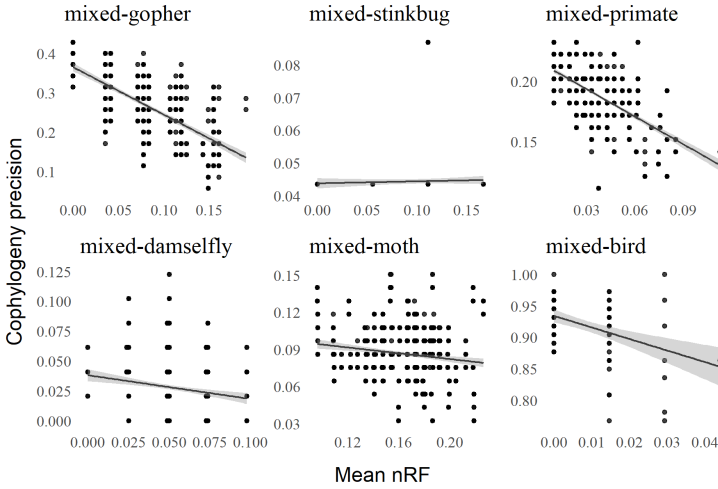 mixed-gopher mixed-stinkbug mixed-primate
0.4 0.3 0.2 0.1
0.00 0.05 0.10 0.15
0.08 0.07 0.06 0.05 0.04
0.00 0.05 0.10 0.15
0.20 0.15
0.03 0.06 0.09
Cophylogeny precision
mixed-damselfly mixed-moth mixed-bird
0.125 0.100 0.075 0.050 0.025 0.000
0.000 0.025 0.050 0.075 0.100
0.15 0.12 0.09 0.06 0.03
0.12 0.16 0.20
1.00 0.95 0.90 0.85 0.80
0.00 0.01 0.02 0.03 0.04
Mean nRF